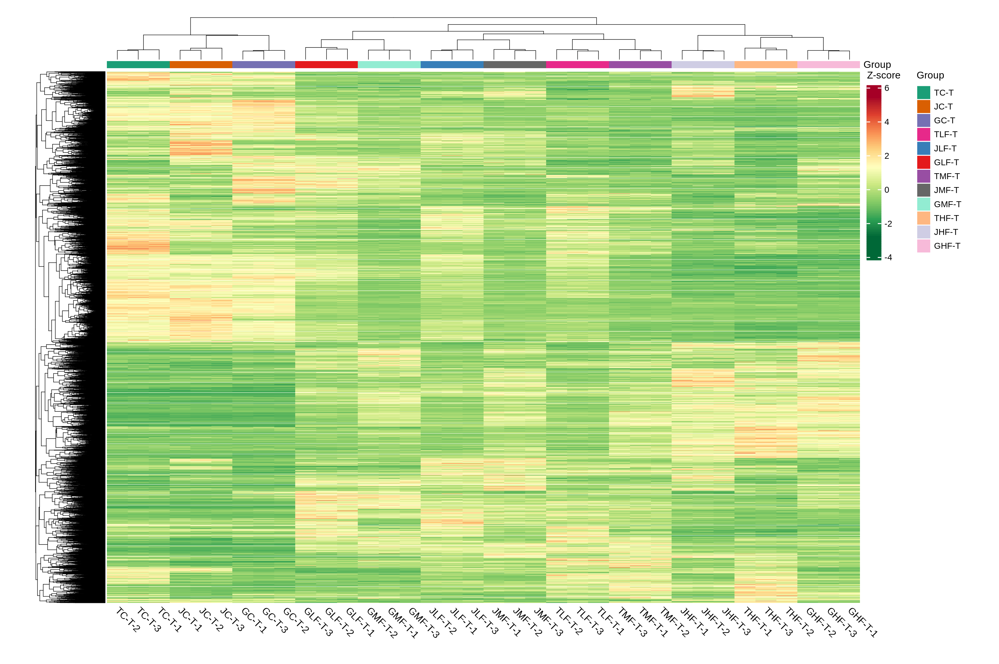 Group
Z-score
6
4
2
0
-2
-4
Group
TC-T
JC-T
GC-T
TLF-T
JLF-T
GLF-T
TMF-T
JMF-T
GMF-T
THF-T
JHF-T
GHF-T
TC-T-2
TC-T-3
TC-T-1
JC-T-1
JC-T-2
JC-T-3
GC-T-1
GC-T-3
GC-T-2
GLF-T-3
GLF-T-2
GLF-T-1
GMF-T-2
GMF-T-1
GMF-T-3
JLF-T-2
JLF-T-1
JLF-T-3
JMF-T-1
JMF-T-2
JMF-T-3
TLF-T-2
TLF-T-3
TLF-T-1
TMF-T-3
TMF-T-1
TMF-T-2
JHF-T-1
JHF-T-2
JHF-T-3
THF-T-1
THF-T-3
THF-T-2
GHF-T-2
GHF-T-3
GHF-T-1